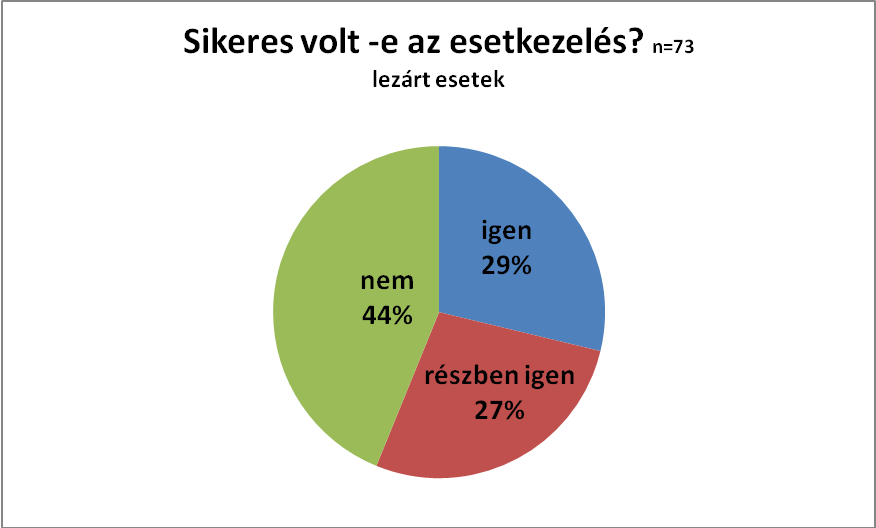 Sikeres volt -e az esetkezelés? n=73
lezárt esetek
igen
29%
nem
44%
részben igen
27%